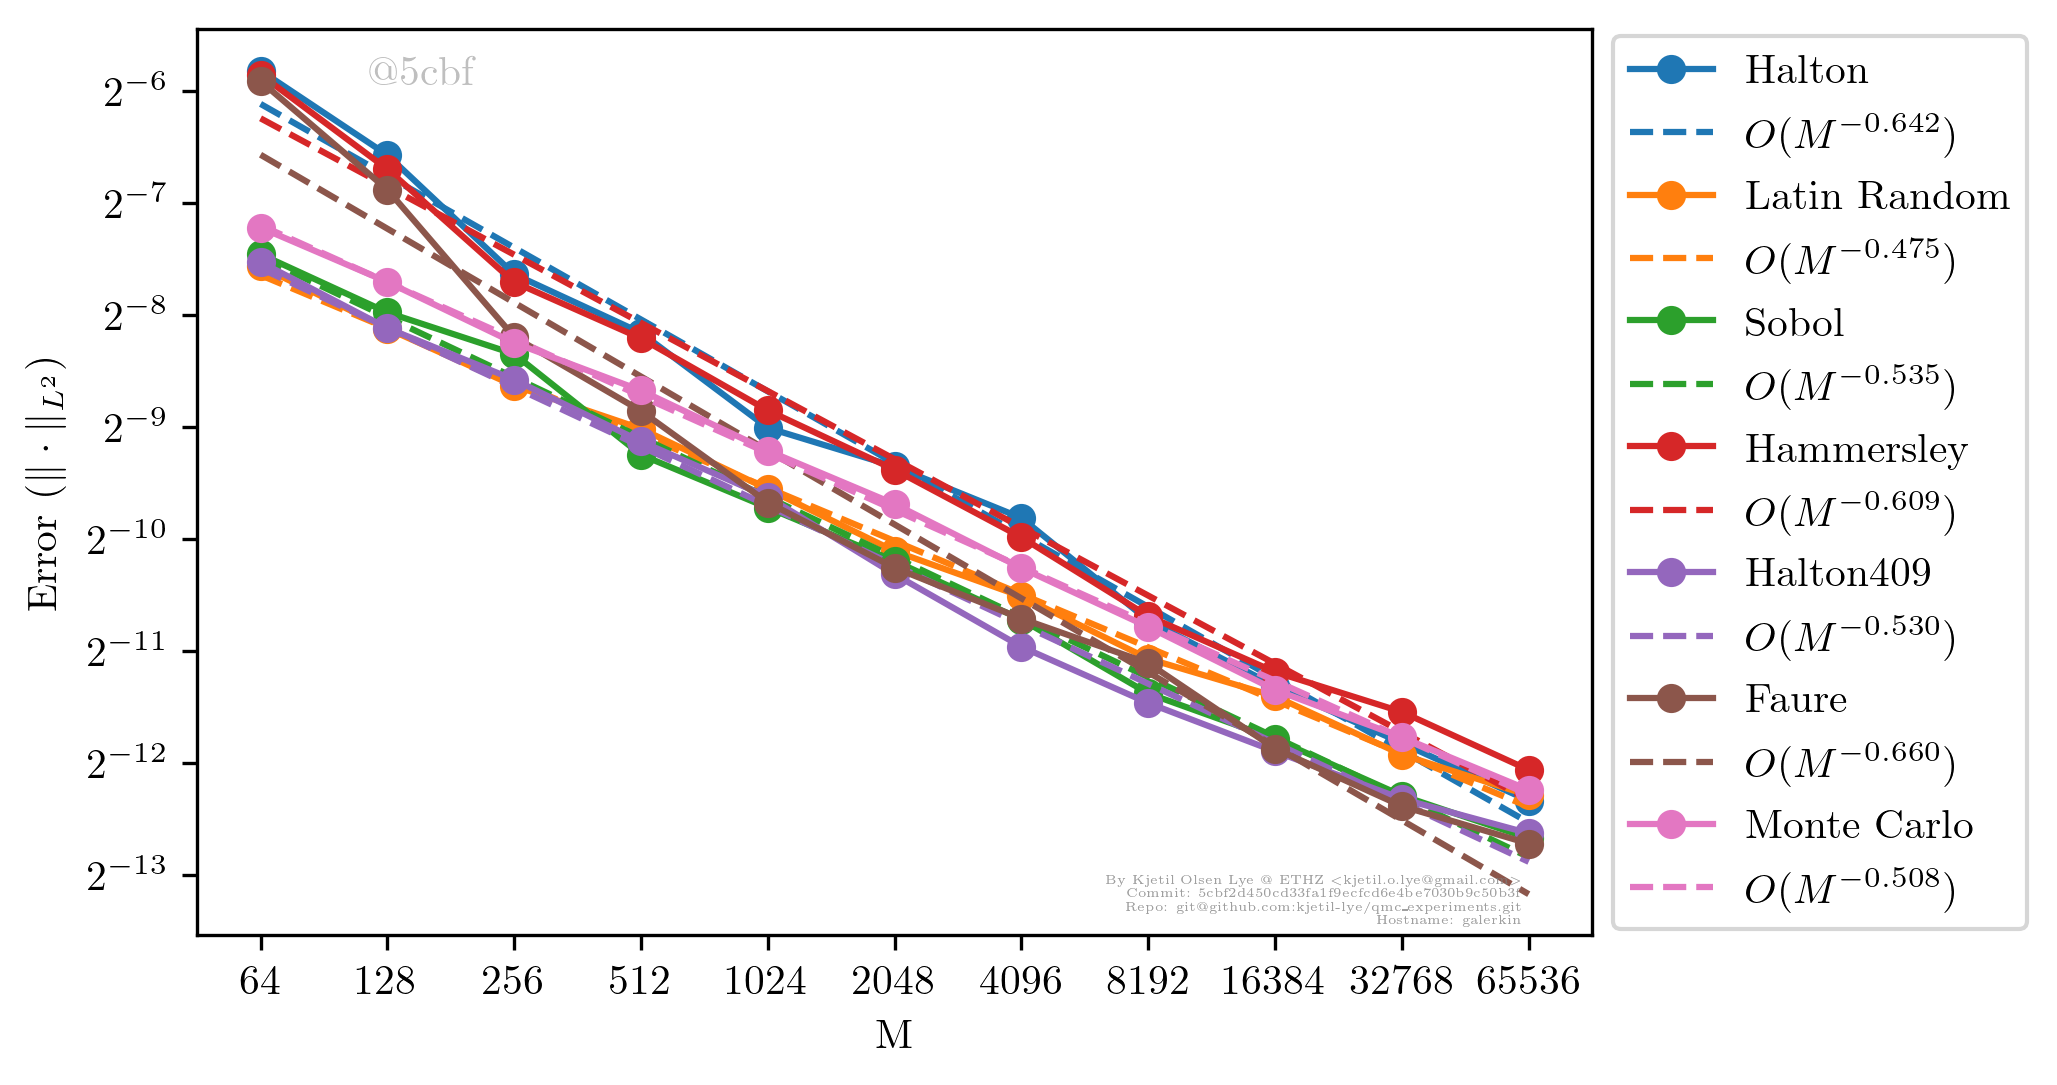 @5cbf
2^{-6}
2^{-7}
2^{-8}
2^{-9}
2^{-10}
2^{-11}
2^{-12}
2^{-13}
Error (|| · ||_{L^2})
64 128 256 512 1024 2048 4096 8192 16384 32768 65536
M
Halton
O(M^{-0.642})
Latin Random
O(M^{-0.475})
Sobol
O(M^{-0.535})
Hammersley
O(M^{-0.609})
Halton409
O(M^{-0.530})
Faure
O(M^{-0.660})
Monte Carlo
O(M^{-0.508})
By Kjetil Olsen Lye @ ETHZ <kjetil.o.lye@gmail.com>
Commit: 5cbf2d450cd33fa1f9ecfcd6e4be7030b9c50b3f
Repo: git@github.com:kjetil-lye/qmc_experiments.git
Hostname: galerkin